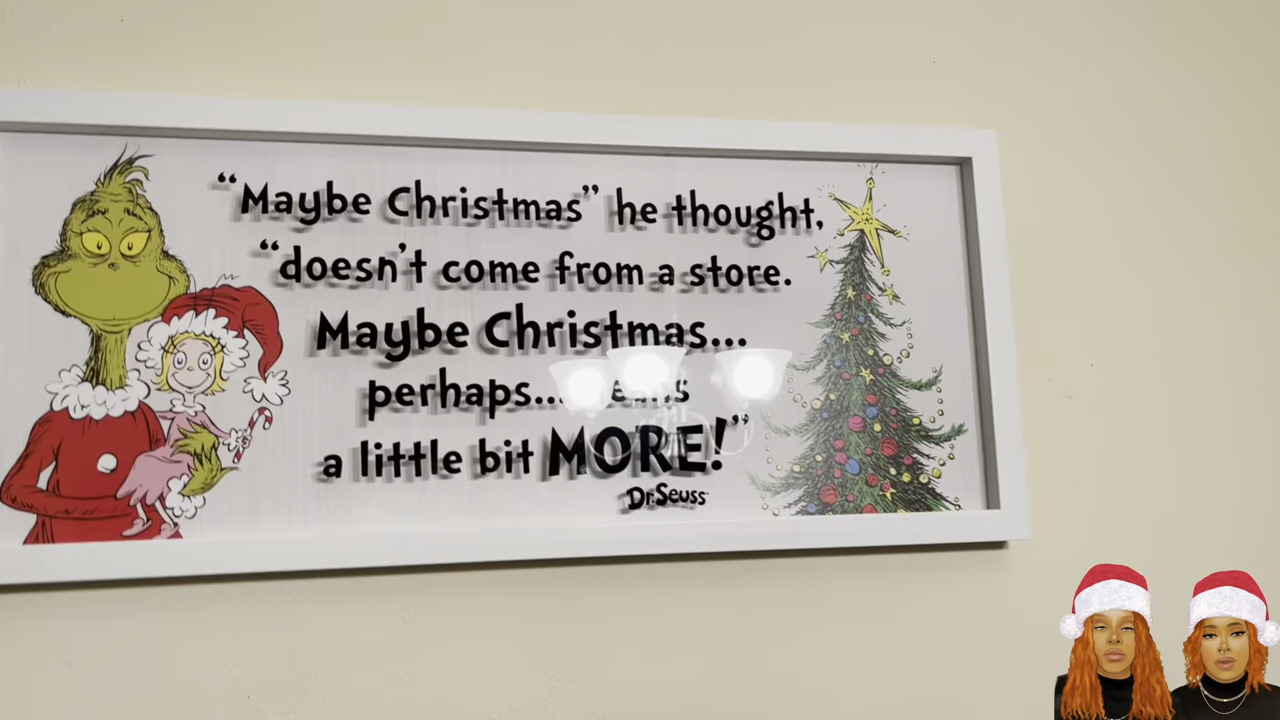 “Maybe Christmas” he thought,
“doesn’t come from a store.
Maybe Christmas...
perhaps...
a little bit MORE!”
Dr. Seuss